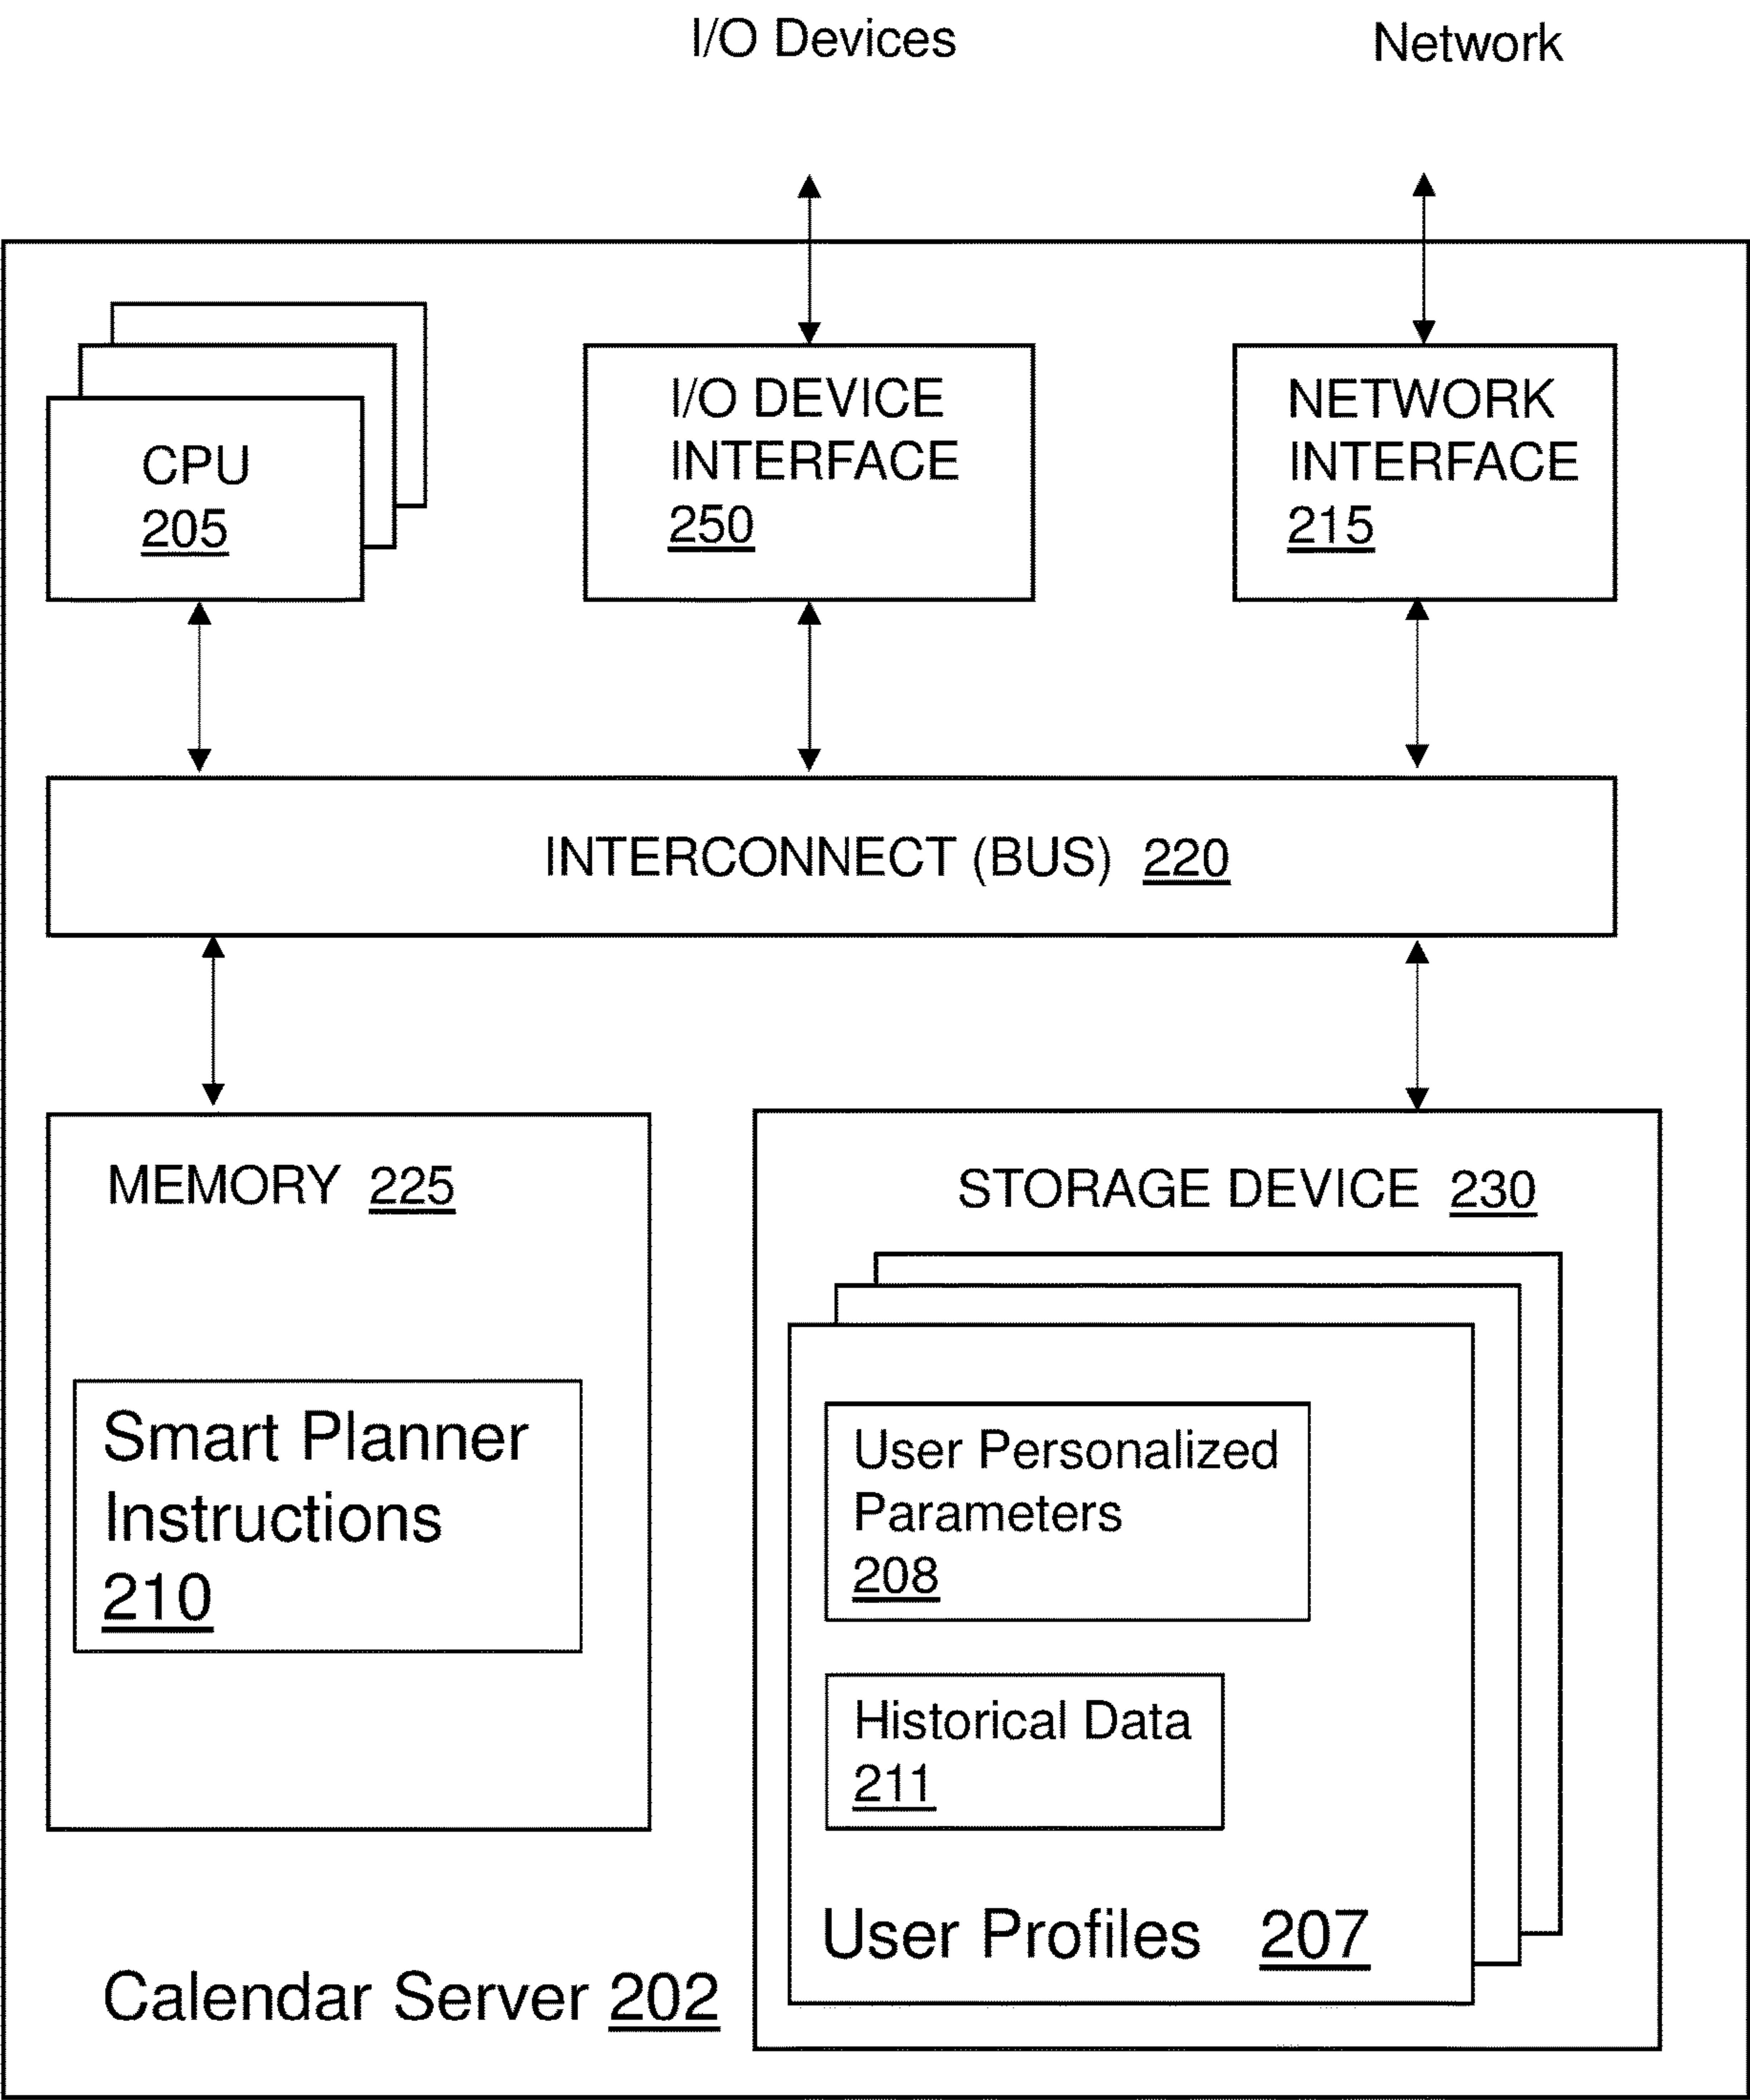 I/O Devices
Network
CPU
205
I/O DEVICE
INTERFACE
250
NETWORK
INTERFACE
215
INTERCONNECT (BUS) 220
MEMORY 225
Smart Planner
Instructions
210
STORAGE DEVICE 230
User Personalized
Parameters
208
Historical Data
211
User Profiles 207
Calendar Server 202